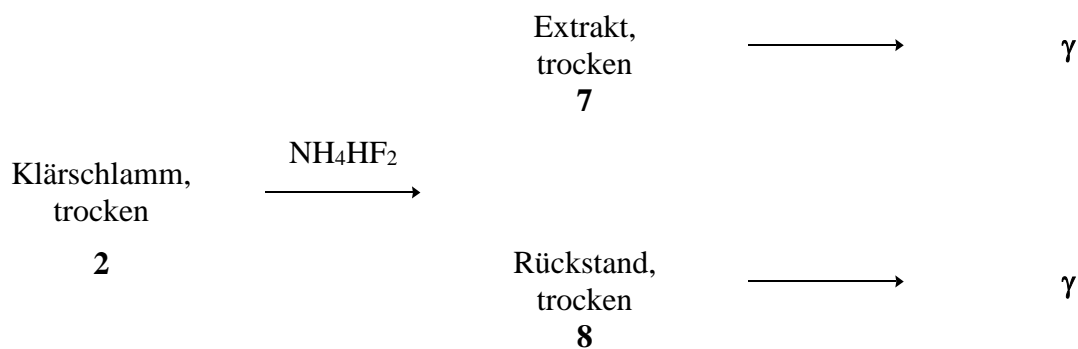 Extrakt,
trocken
7
γ
Klärschlamm,
trocken
2
NH₄HF₂
Rückstand,
trocken
8
γ